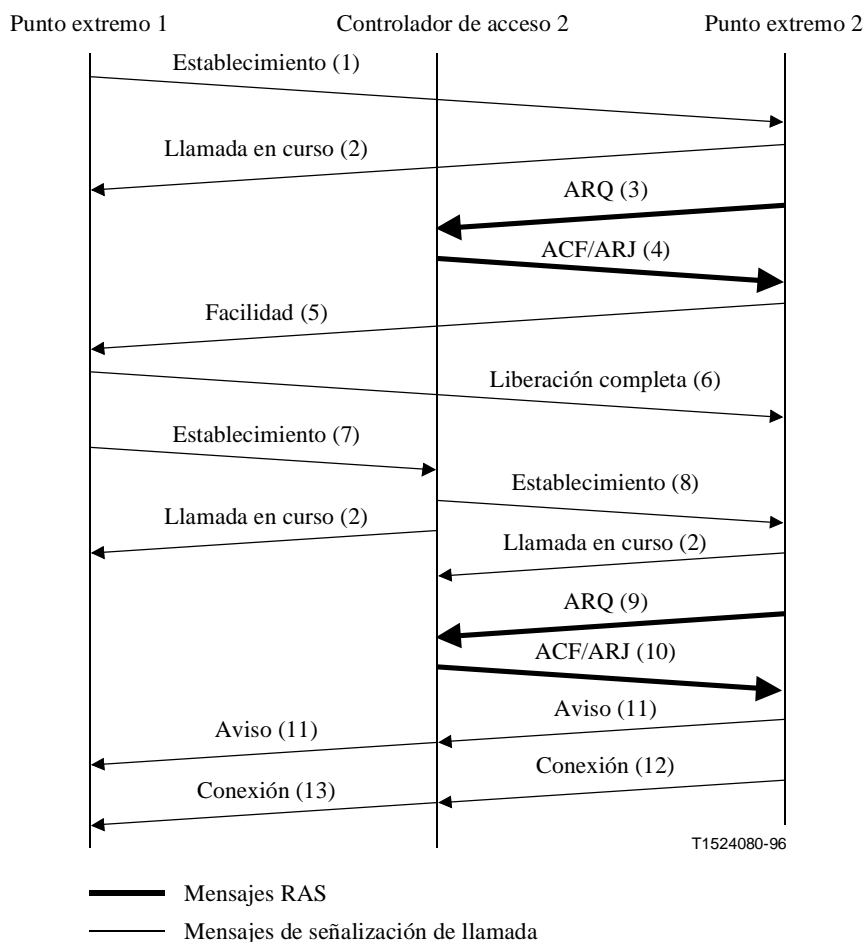 Punto extremo 1 Controlador de acceso 2 Punto extremo 2
Establecimiento (1)
Llamada en curso (2)
ARQ (3)
ACF/ARJ (4)
Facilidad (5)
Liberación completa (6)
Establecimiento (7)
Establecimiento (8)
Llamada en curso (2)
Llamada en curso (2)
ARQ (9)
ACF/ARJ (10)
Aviso (11)
Aviso (11)
Conexión (12)
Conexión (13)
T1524080-96
Mensajes RAS
Mensajes de señalización de llamada